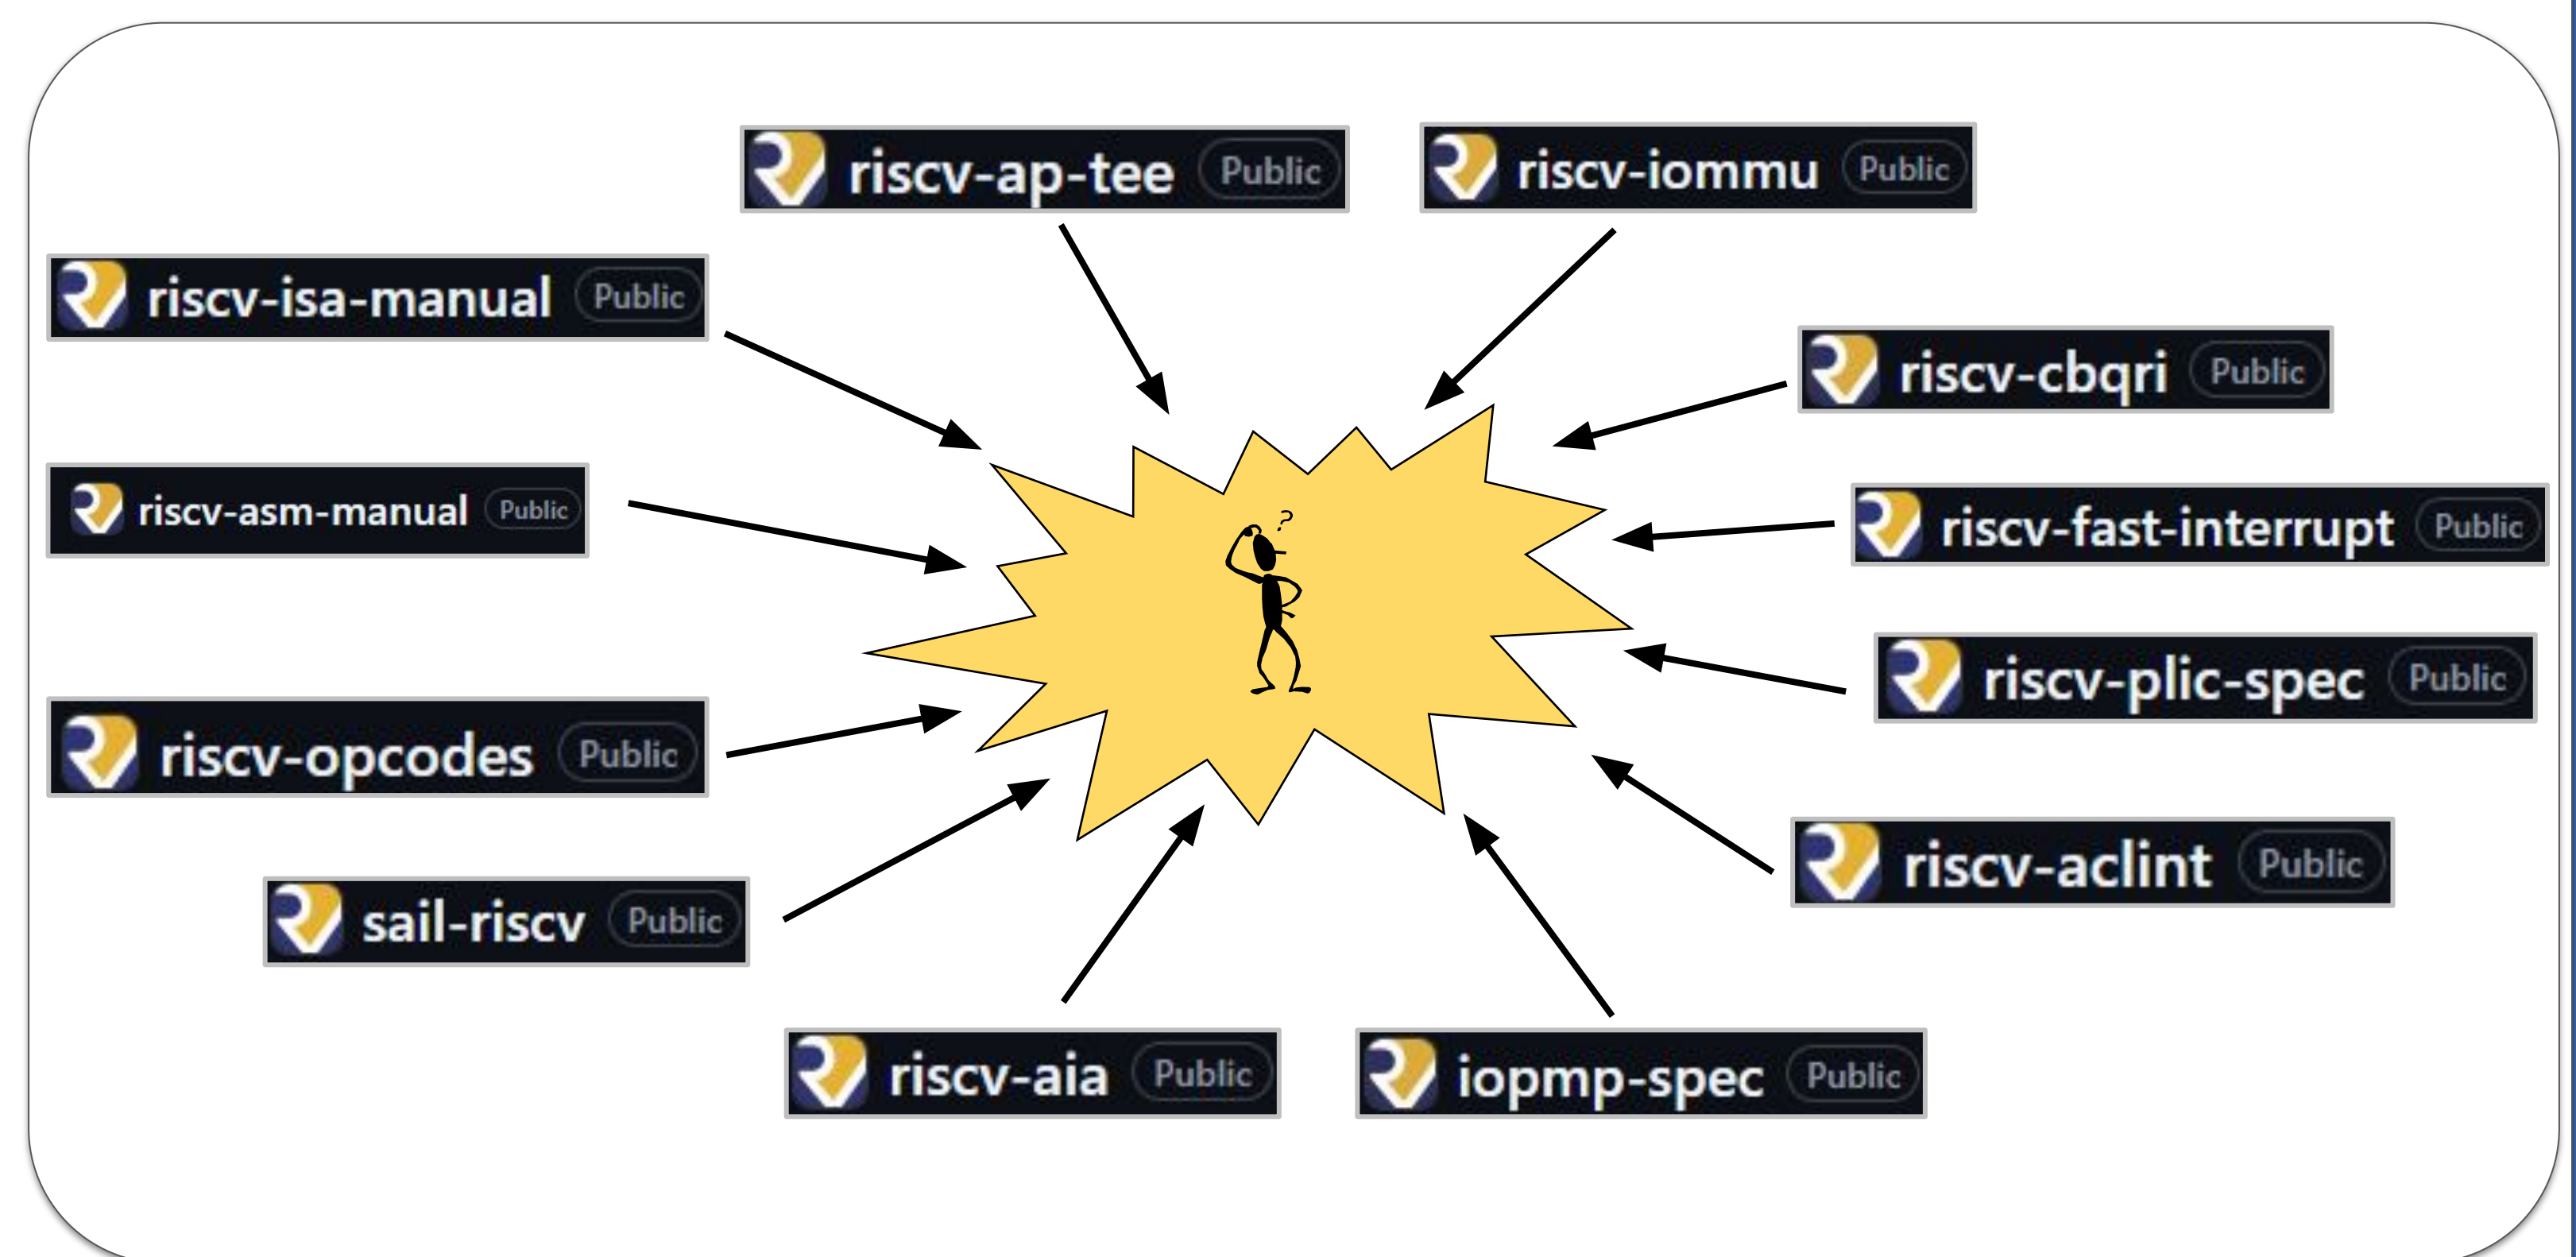 riscv-ap-tee Public
riscv-iommu Public
riscv-isa-manual Public
riscv-cbqri Public
riscv-asm-manual Public
riscv-fast-interrupt Public
?
riscv-plic-spec Public
riscv-opcodes Public
riscv-aclint Public
sail-riscv Public
riscv-aia Public
iopmp-spec Public